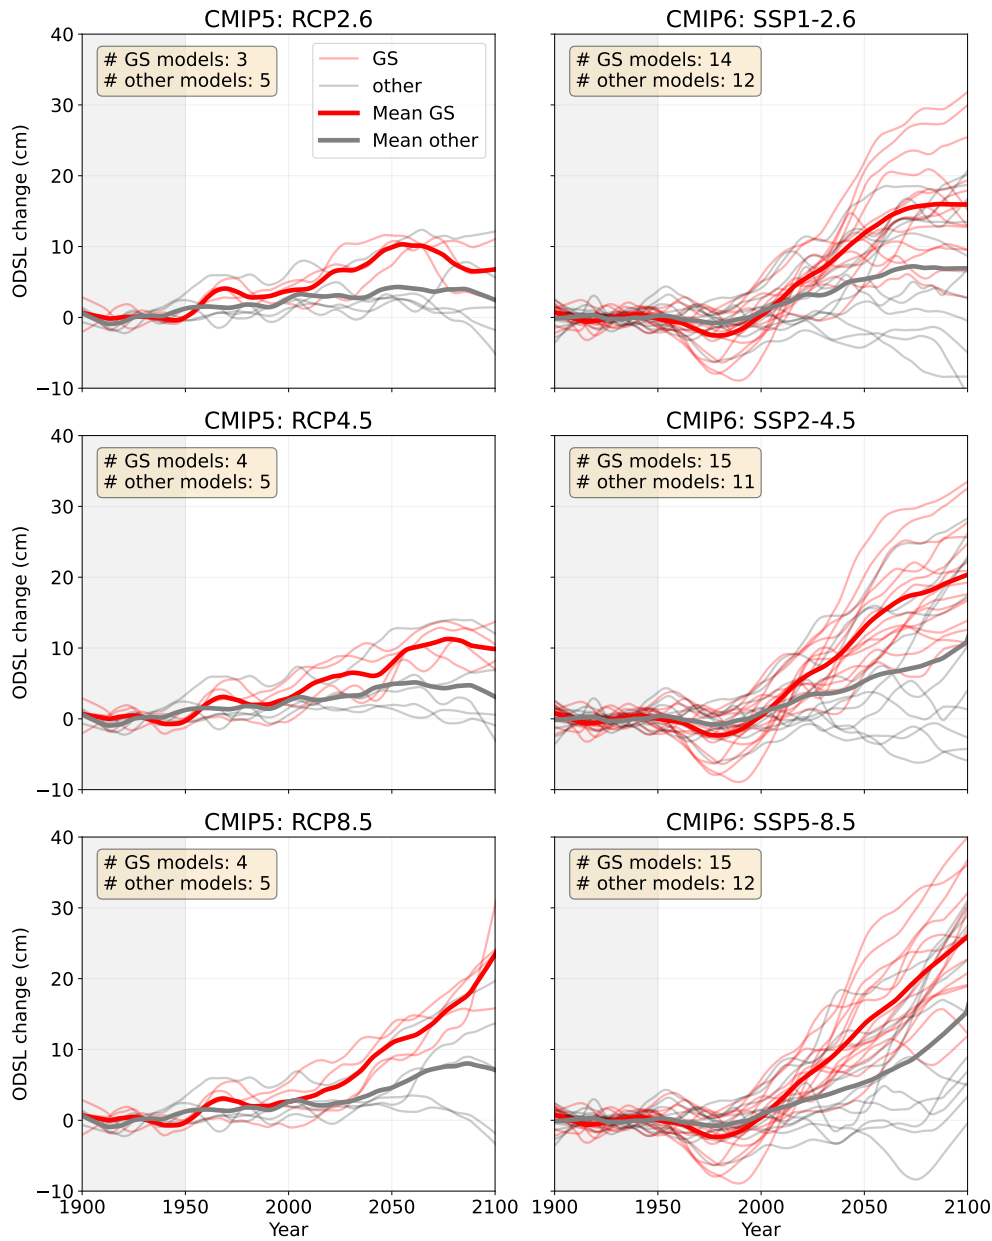 CMIP5: RCP2.6
CMIP6: SSP1-2.6
40
30
20
10
0
−10
ODSL change (cm)
# GS models: 3
# other models: 5
GS
other
Mean GS
Mean other
# GS models: 14
# other models: 12
CMIP5: RCP4.5
CMIP6: SSP2-4.5
40
30
20
10
0
−10
ODSL change (cm)
# GS models: 4
# other models: 5
# GS models: 15
# other models: 11
CMIP5: RCP8.5
CMIP6: SSP5-8.5
40
30
20
10
0
−10
ODSL change (cm)
# GS models: 4
# other models: 5
# GS models: 15
# other models: 12
1900 1950 2000 2050 2100
1900 1950 2000 2050 2100
Year
Year